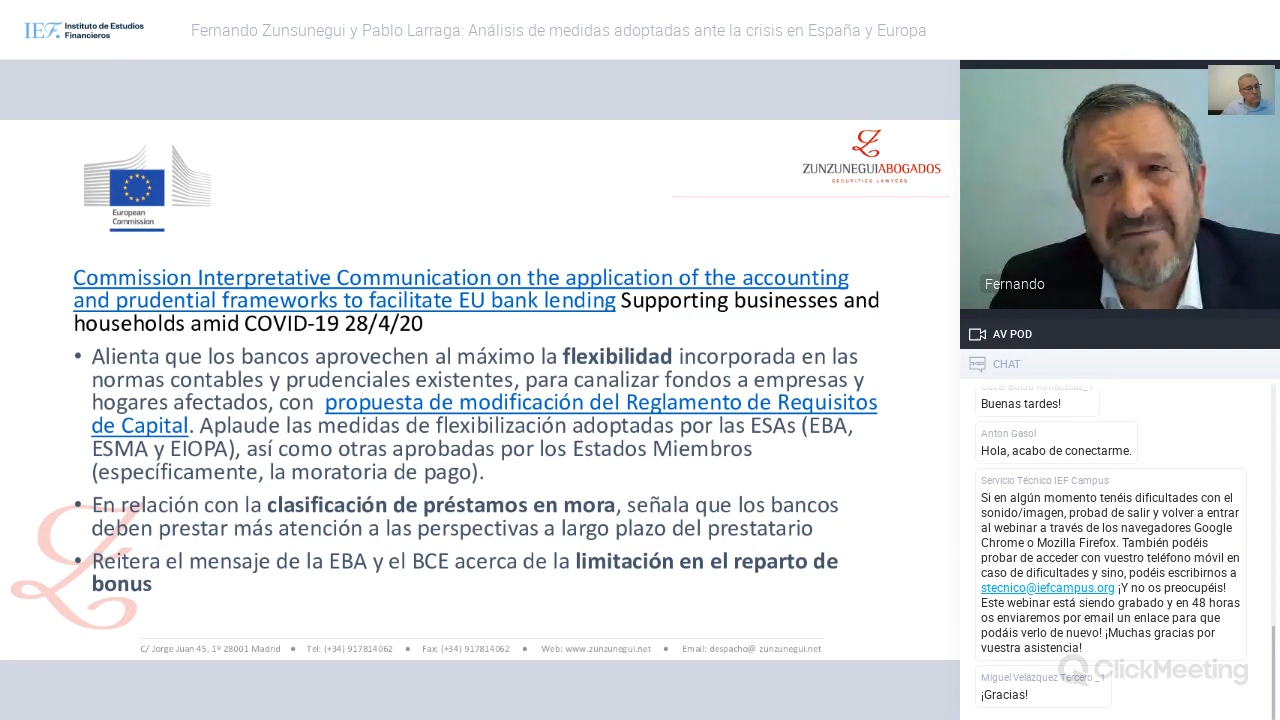 IEF. Instituto de Estudios
Financieros
Fernando Zunsunegui y Pablo Larraga: Análisis de medidas adoptadas ante la crisis en España y Europa
European
Commission
ZUNZUNEGUIABOGADOS
SECURITIES LAWYERS
Commission Interpretative Communication on the application of the accounting
and prudential frameworks to facilitate EU bank lending Supporting businesses and
households amid COVID-19 28/4/20
• Alienta que los bancos aprovechen al máximo la flexibilidad incorporada en las
normas contables y prudenciales existentes, para canalizar fondos a empresas y
hogares afectados, con propuesta de modificación del Reglamento de Requisitos
de Capital. Aplaude las medidas de flexibilización adoptadas por las ESAs (EBA,
ESMA y EIOPA), así como otras aprobadas por los Estados Miembros
(específicamente, la moratoria de pago).
• En relación con la clasificación de préstamos en mora, señala que los bancos
deben prestar más atención a las perspectivas a largo plazo del prestatario
• Reitera el mensaje de la EBA y el BCE acerca de la limitación en el reparto de
bonus
C/ Jorge Juan 45, 1º 28001 Madrid • Tel: (+34) 917814062 • Fax: (+34) 917814062 • Web: www.zunzunegui.net • Email: despacho@ zunzunegui.net
Fernando
AV POD
CHAT
Buenas tardes!
Anton Gasol
Hola, acabo de conectarme.
Servicio Técnico IEF Campus
Si en algún momento tenéis dificultades con el
sonido/imagen, probad de salir y volver a entrar
al webinar a través de los navegadores Google
Chrome o Mozilla Firefox. También podéis
probar de acceder con vuestro teléfono móvil en
caso de dificultades y sino, podéis escribirnos a
stecnico@iefcampus.org ¡Y no os preocupéis!
Este webinar está siendo grabado y en 48 horas
os enviaremos por email un enlace para que
podáis verlo de nuevo! ¡Muchas gracias por
vuestra asistencia!
ClickMeeting
Miguel Velázquez Tercero _1
¡Gracias!